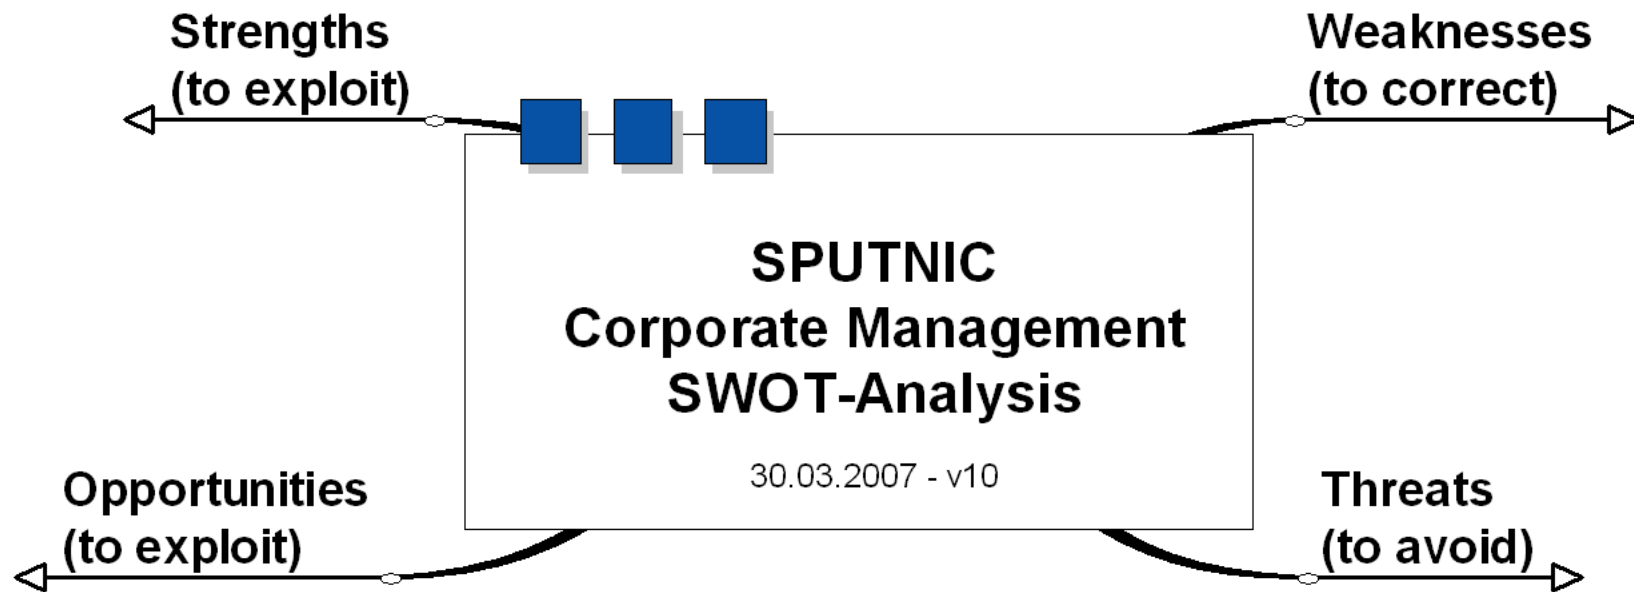 Strengths
(to exploit)
Weaknesses
(to correct)
SPUTNIC
Corporate Management
SWOT-Analysis
30.03.2007 - v10
Opportunities
(to exploit)
Threats
(to avoid)